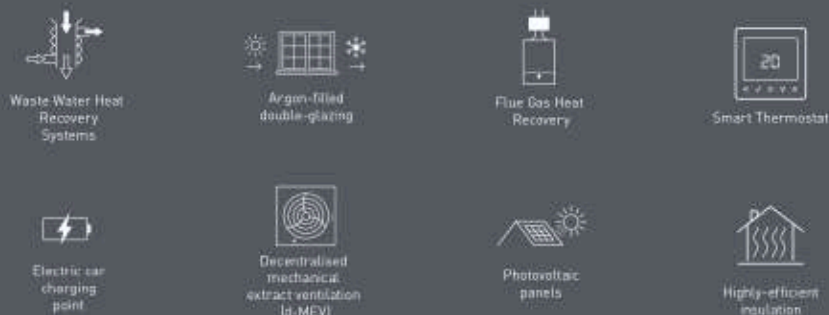 Waste Water Heat
Recovery
Systems
Argon-filled
double-glazing
Flue Gas Heat
Recovery
20
Smart Thermostat
Electric car
charging
point
Decentralised
mechanical
extract ventilation
(d-MEV)
Photovoltaic
panels
Highly-efficient
insulation